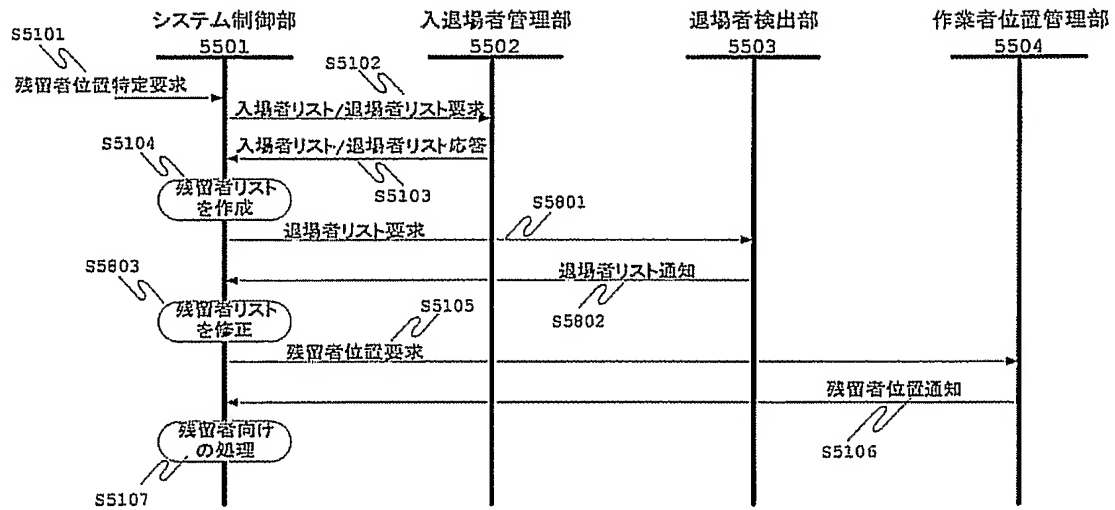 システム制御部
5501
入退場者管理部
5502
退場者検出部
5503
作業者位置管理部
5504
S5101
残留者位置特定要求
S5102
入場者リスト/退場者リスト要求
入場者リスト/退場者リスト応答
S5103
S5104
残留者リスト
を作成
S5801
退場者リスト要求
退場者リスト通知
S5802
S5803
残留者リスト
を修正
S5105
残留者位置要求
残留者位置通知
S5106
残留者向け
の処理
S5107